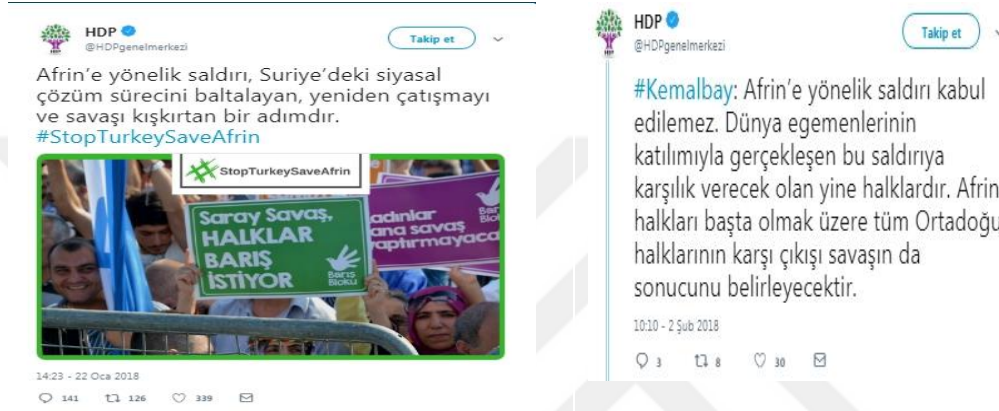 HDP
@HDPgenelmerkezi
Takip et
Afrin’e yönelik saldırı, Suriye’deki siyasal
çözüm sürecini baltalayan, yeniden çatışmayı
ve savaşı kışkırtan bir adımdır.
#StopTurkeySaveAfrin
StopTurkeySaveAfrin
Saray Savaş,
HALKLAR
BARIŞ
İSTİYOR
Barış
Bloku
adınlar
ana savaş
yaptırmayaca
14:23 - 22 Oca 2018
141 126 339
HDP
@HDPgenelmerkezi
Takip et
#Kemalbay: Afrin’e yönelik saldırı kabul
edilemez. Dünya egemenlerinin
katılımıyla gerçekleşen bu saldırıya
karşılık verecek olan yine halklardır. Afrin
halkları başta olmak üzere tüm Ortadoğu
halklarının karşı çıkışı savaşın da
sonucunu belirleyecektir.
10:10 - 2 Şub 2018
3 8 30